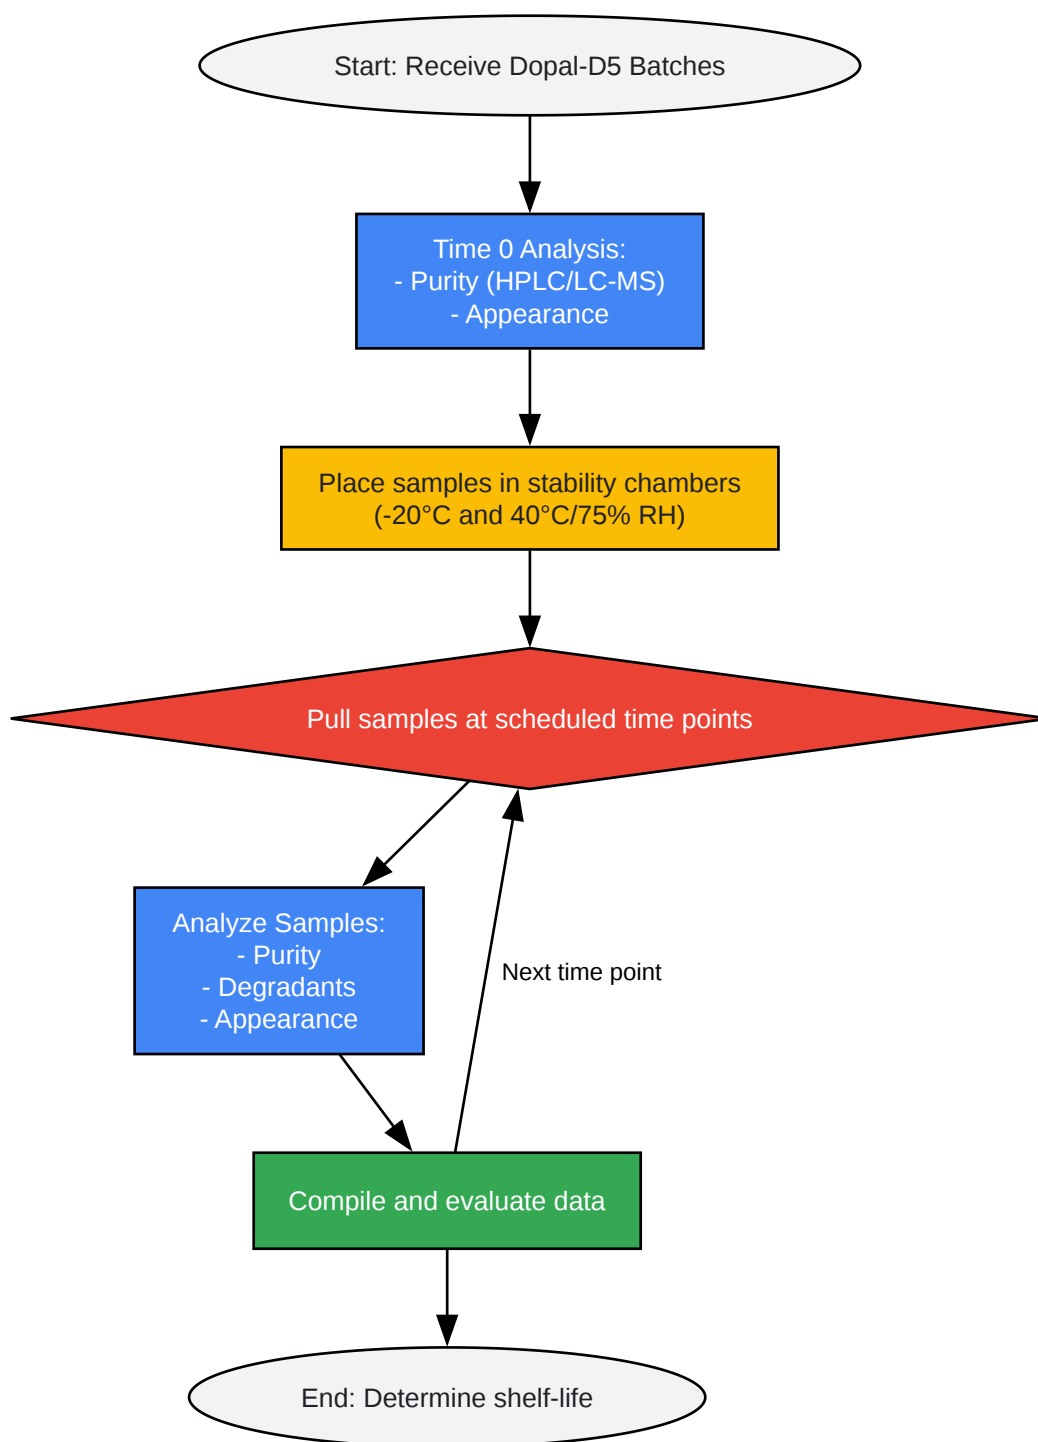 Start: Receive Dopal-D5 Batches
Time 0 Analysis:
- Purity (HPLC/LC-MS)
- Appearance
Place samples in stability chambers
(-20°C and 40°C/75% RH)
Pull samples at scheduled time points
Analyze Samples:
- Purity
- Degradants
- Appearance
Next time point
Compile and evaluate data
End: Determine shelf-life